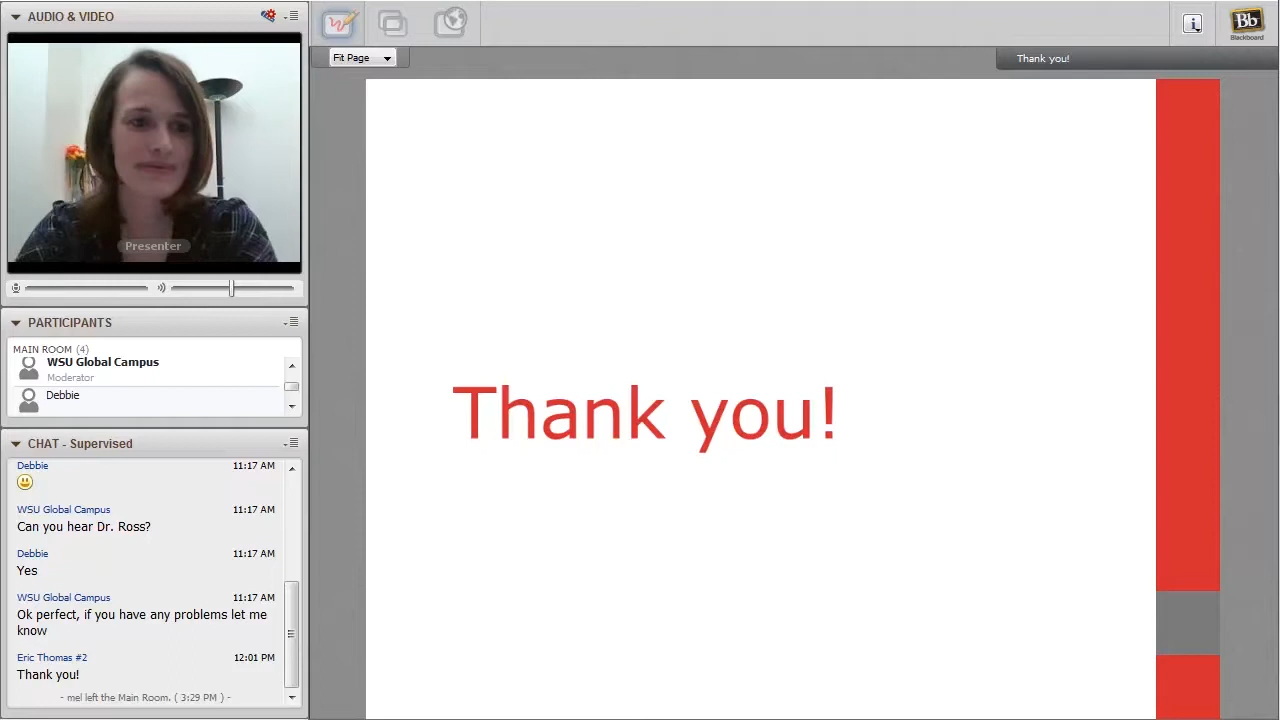 AUDIO & VIDEO
Presenter
PARTICIPANTS
MAIN ROOM (4)
WSU Global Campus
Moderator
Debbie
CHAT - Supervised
Debbie 11:17 AM
WSU Global Campus 11:17 AM
Can you hear Dr. Ross?
Debbie 11:17 AM
Yes
WSU Global Campus 11:17 AM
Ok perfect, if you have any problems let me
know
Eric Thomas #2 12:01 PM
Thank you!
- mel left the Main Room. ( 3:29 PM ) -
Fit Page
Thank you!
Bb
Blackboard
i
Thank you!